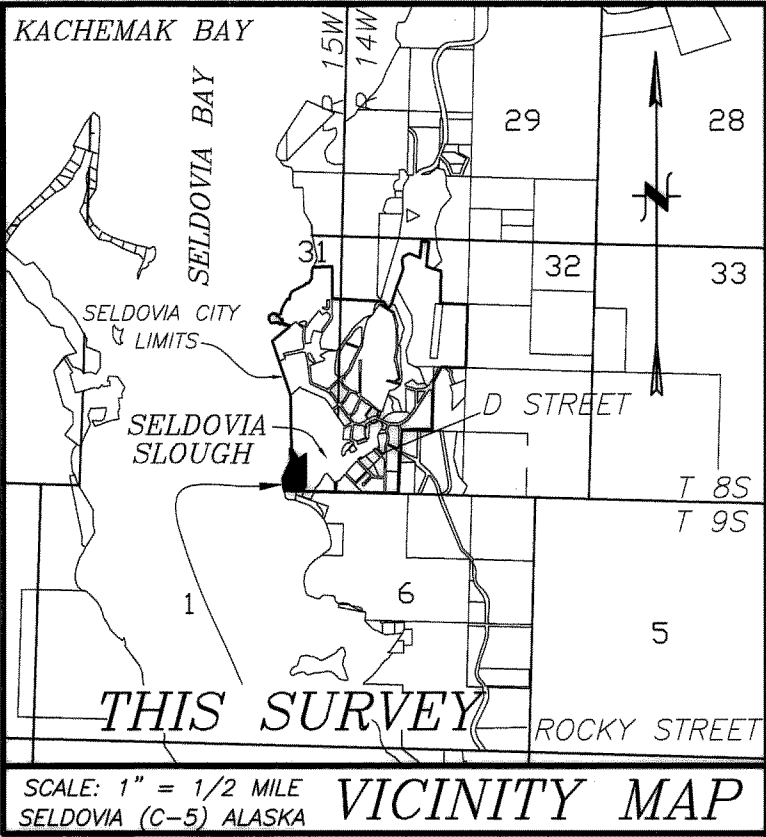 KACHEMAK BAY
15W
14W
SELDOVIA BAY
29
28
N
31
32
33
SELDOVIA CITY
LIMITS
D STREET
SELDOVIA
SLOUGH
T 8S
T 9S
1
6
5
THIS SURVEY
ROCKY STREET
SCALE: 1" = 1/2 MILE
SELDOVIA (C-5) ALASKA
VICINITY MAP